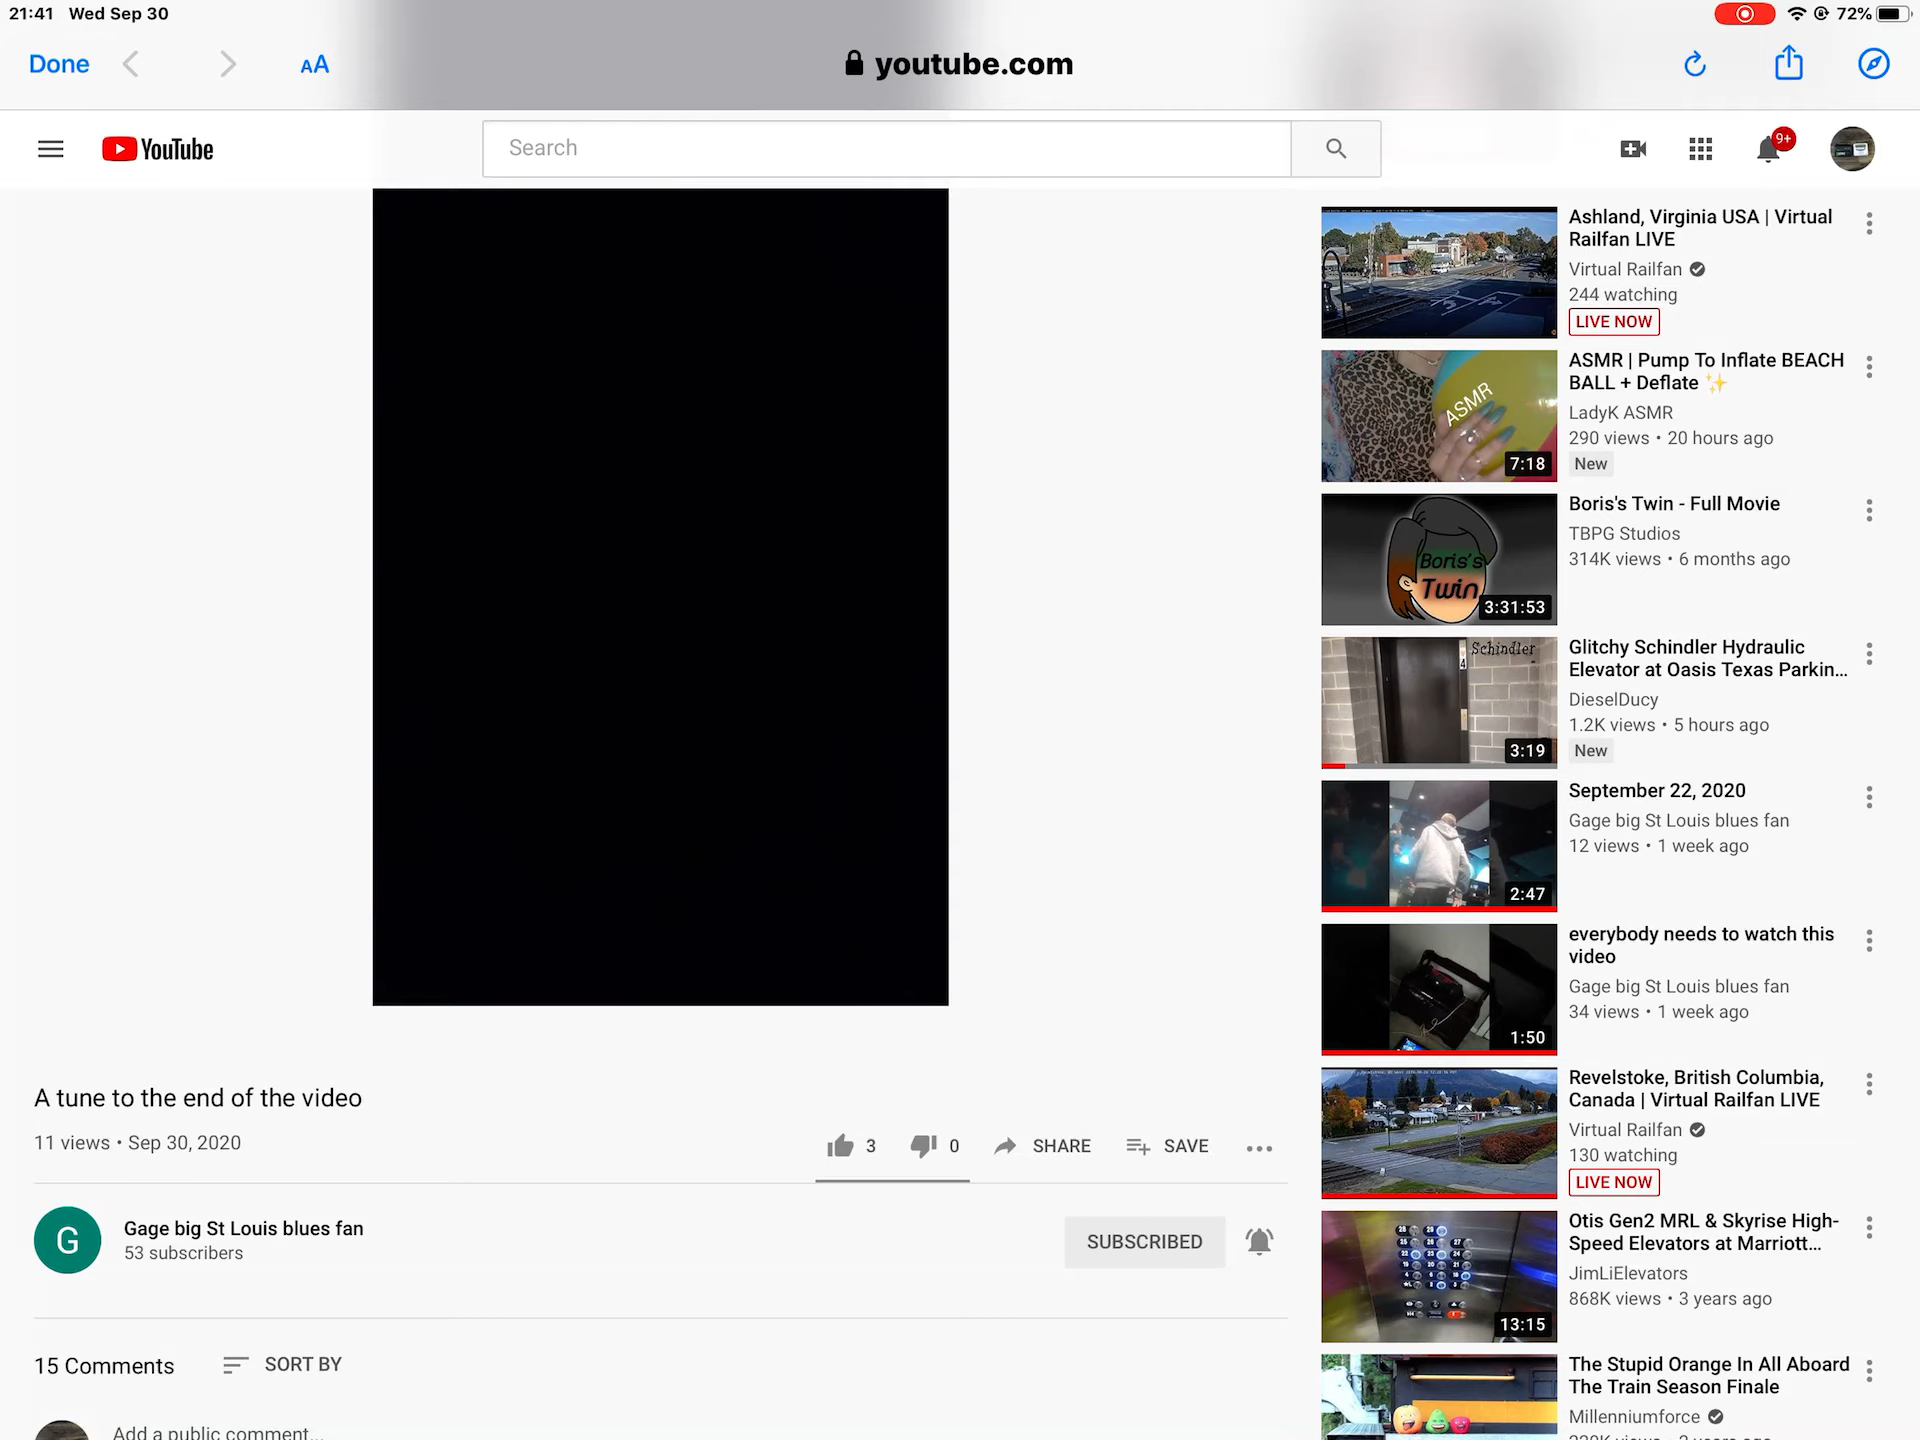 21:41 Wed Sep 30
72%
Done
AA
youtube.com
YouTube
Search
9+
Ashland, Virginia USA | Virtual
Railfan LIVE
Virtual Railfan
244 watching
LIVE NOW
ASMR
7:18
ASMR | Pump To Inflate BEACH
BALL + Deflate ✨
LadyK ASMR
290 views • 20 hours ago
New
Boris's
Twin
3:31:53
Boris's Twin - Full Movie
TBPG Studios
314K views • 6 months ago
Schindler
4
3:19
Glitchy Schindler Hydraulic
Elevator at Oasis Texas Parkin...
DieselDucy
1.2K views • 5 hours ago
New
2:47
September 22, 2020
Gage big St Louis blues fan
12 views • 1 week ago
1:50
everybody needs to watch this
video
Gage big St Louis blues fan
34 views • 1 week ago
Revelstoke, British Columbia,
Canada | Virtual Railfan LIVE
Virtual Railfan
130 watching
LIVE NOW
13:15
Otis Gen2 MRL & Skyrise High-
Speed Elevators at Marriott...
JimLiElevators
868K views • 3 years ago
The Stupid Orange In All Aboard
The Train Season Finale
Millenniumforce
A tune to the end of the video
11 views • Sep 30, 2020
3
0
SHARE
SAVE
G
Gage big St Louis blues fan
53 subscribers
SUBSCRIBED
15 Comments
SORT BY
Add a public comment...